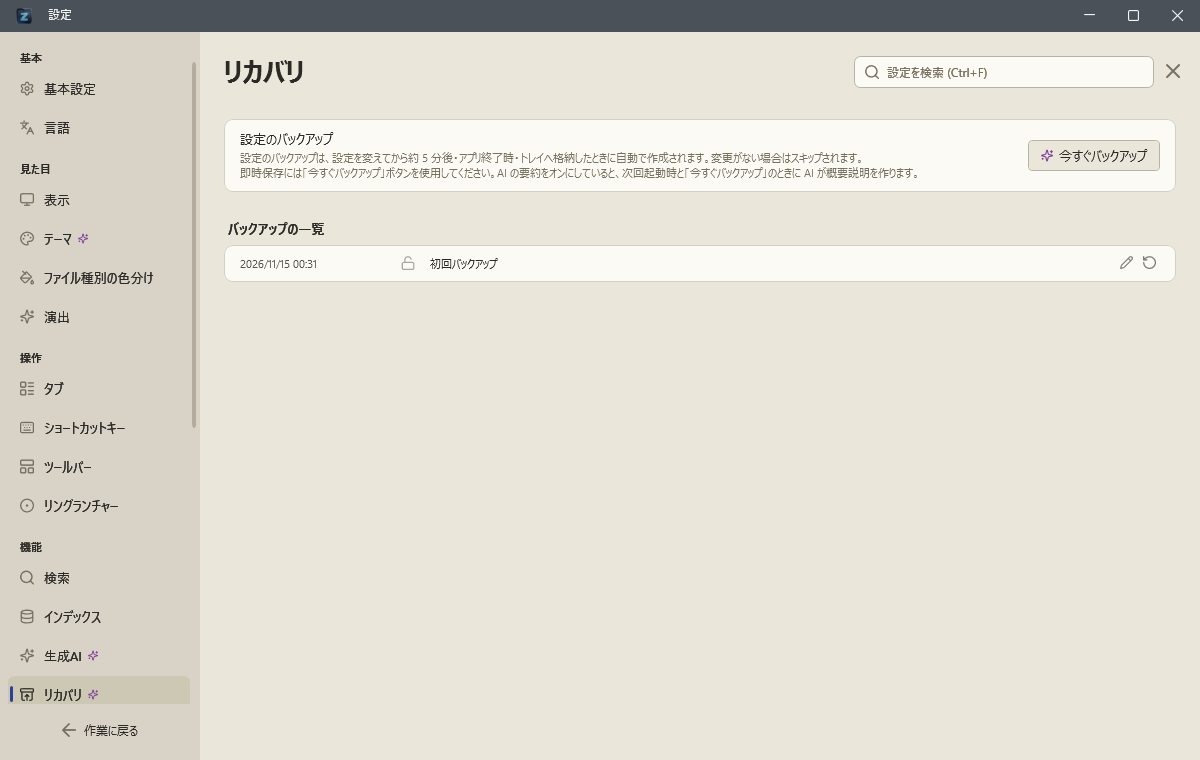 設定
基本
基本設定
言語
見た目
表示
テーマ
ファイル種別の色分け
演出
操作
タブ
ショートカットキー
ツールバー
リングランチャー
機能
検索
インデックス
生成AI
リカバリ
作業に戻る
リカバリ
設定を検索 (Ctrl+F)
設定のバックアップ
設定のバックアップは、設定を変えてから約 5 分後・アプリ終了時・トレイへ格納したときに自動で作成されます。変更がない場合はスキップされます。
即時保存には「今すぐバックアップ」ボタンを使用してください。AI の要約をオンにしていると、次回起動時と「今すぐバックアップ」のときに AI が概要説明を作ります。
今すぐバックアップ
バックアップの一覧
2026/11/15 00:31
初回バックアップ